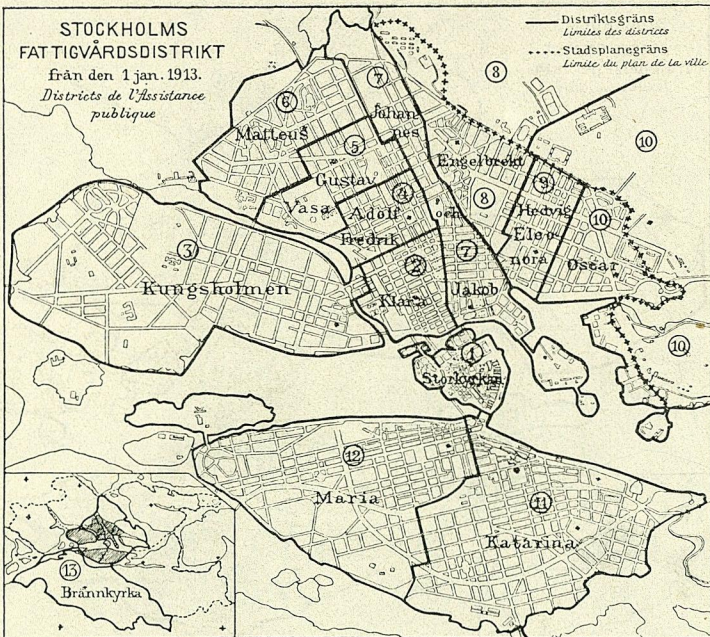 STOCKHOLMS
FATTIGVÅRDSDISTRIKT
från den 1 jan. 1913.
Districts de l'Assistance
publique
Distriktsgräns
Limites des districts
Stadsplanegräns
Limite du plan de la ville
6
Matteus
7
Johan-
nes
8
10
5
Gustav
Vasa
Engelbrekt
8
9
Hedvig
Eleo-
nora
10
Oscar
4
Adolf
Fredrik
och
7
Jakob
3
Kungsholmen
2
Klara
1
Storkyrkan
10
12
Maria
11
Katarina
13
Brännkyrka